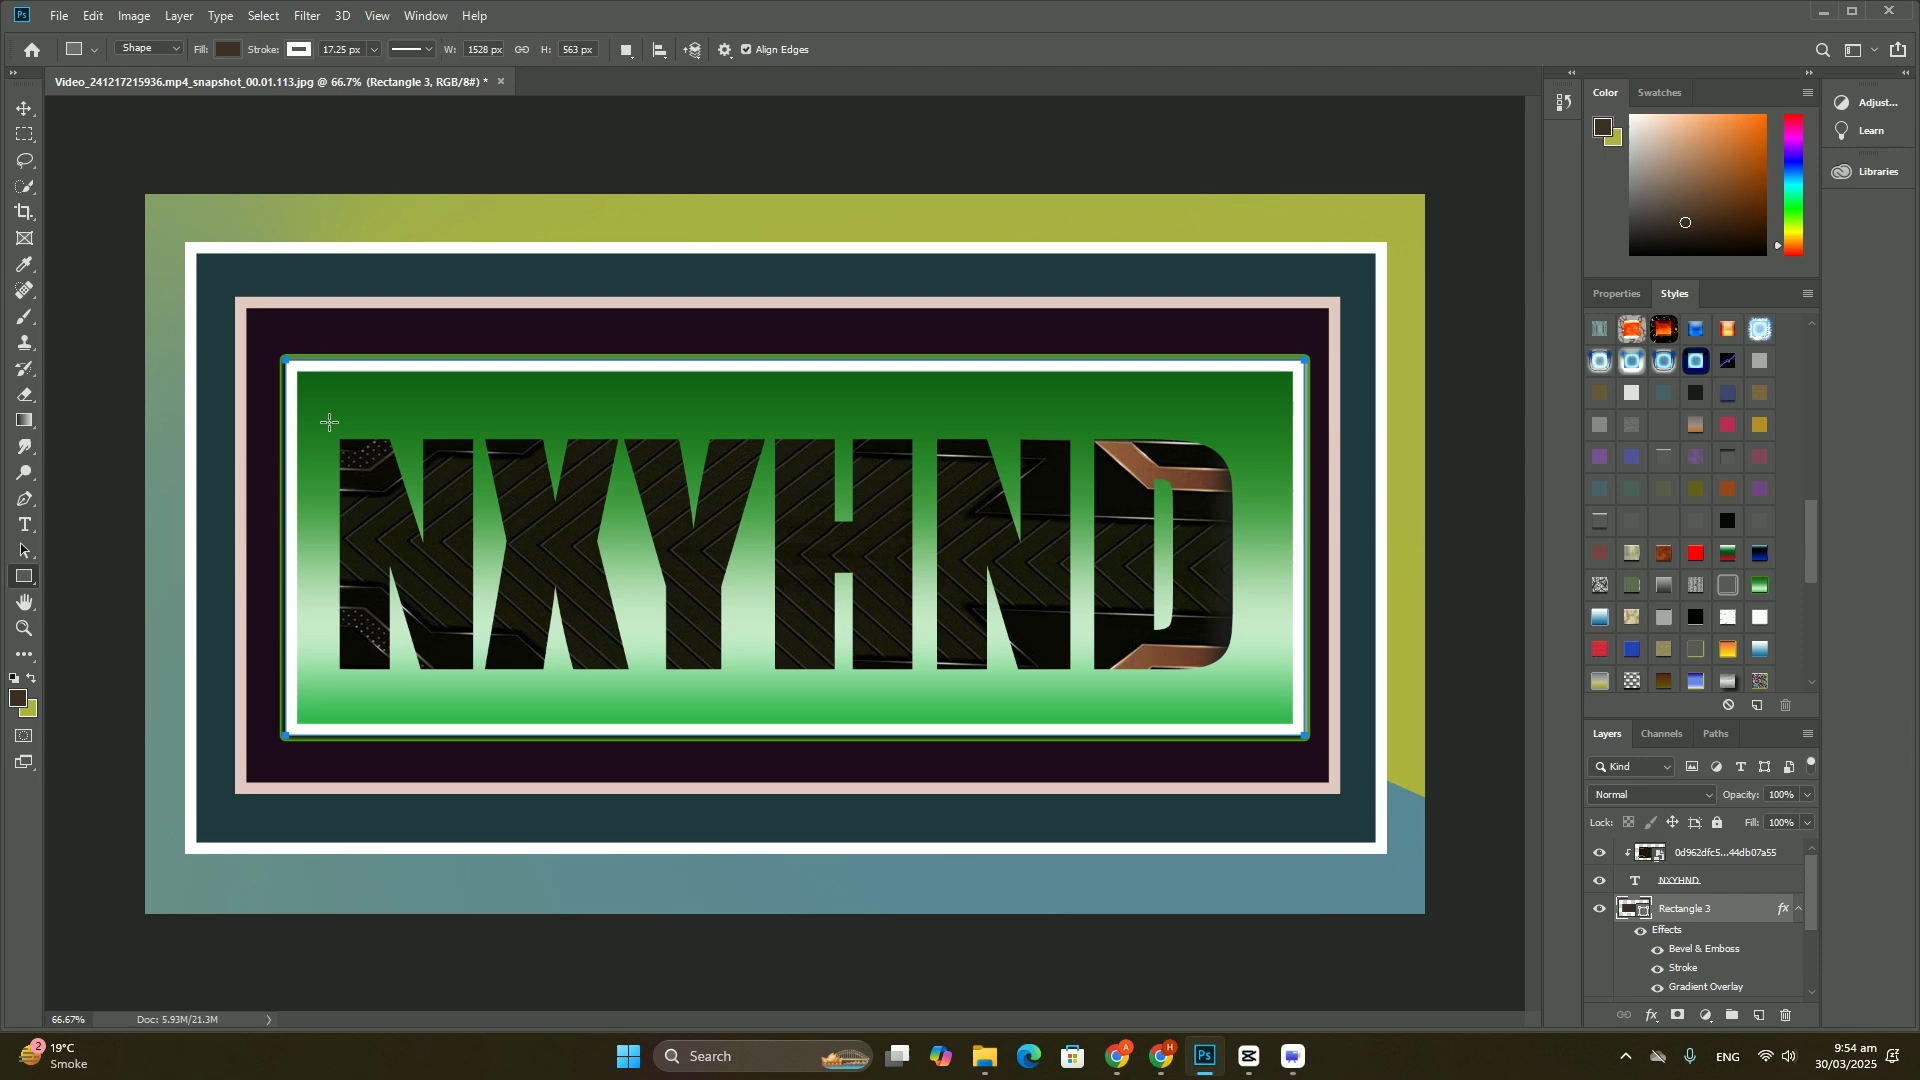 Ps File Edit Image Layer Type Select Filter 3D View Window Help
Shape Fill: Stroke: 17.25 px W: 1528 px H: 563 px Align Edges
Video_241217215936.mp4_snapshot_00.01.113.jpg @ 66.7% (Rectangle 3, RGB/8#) *
Color Swatches
Adjust...
Learn
Libraries
Properties Styles
NXYHND
Layers Channels Paths
Kind
Normal Opacity: 100%
Lock: Fill: 100%
0d962dfc5...44db07a55
NXYHND
Rectangle 3 fx
Effects
Bevel & Emboss
Stroke
Gradient Overlay
66.67% Doc: 5.93M/21.3M
2
19°C
Smoke
Search
A
H
Ps
ENG
9:54 am
30/03/2025